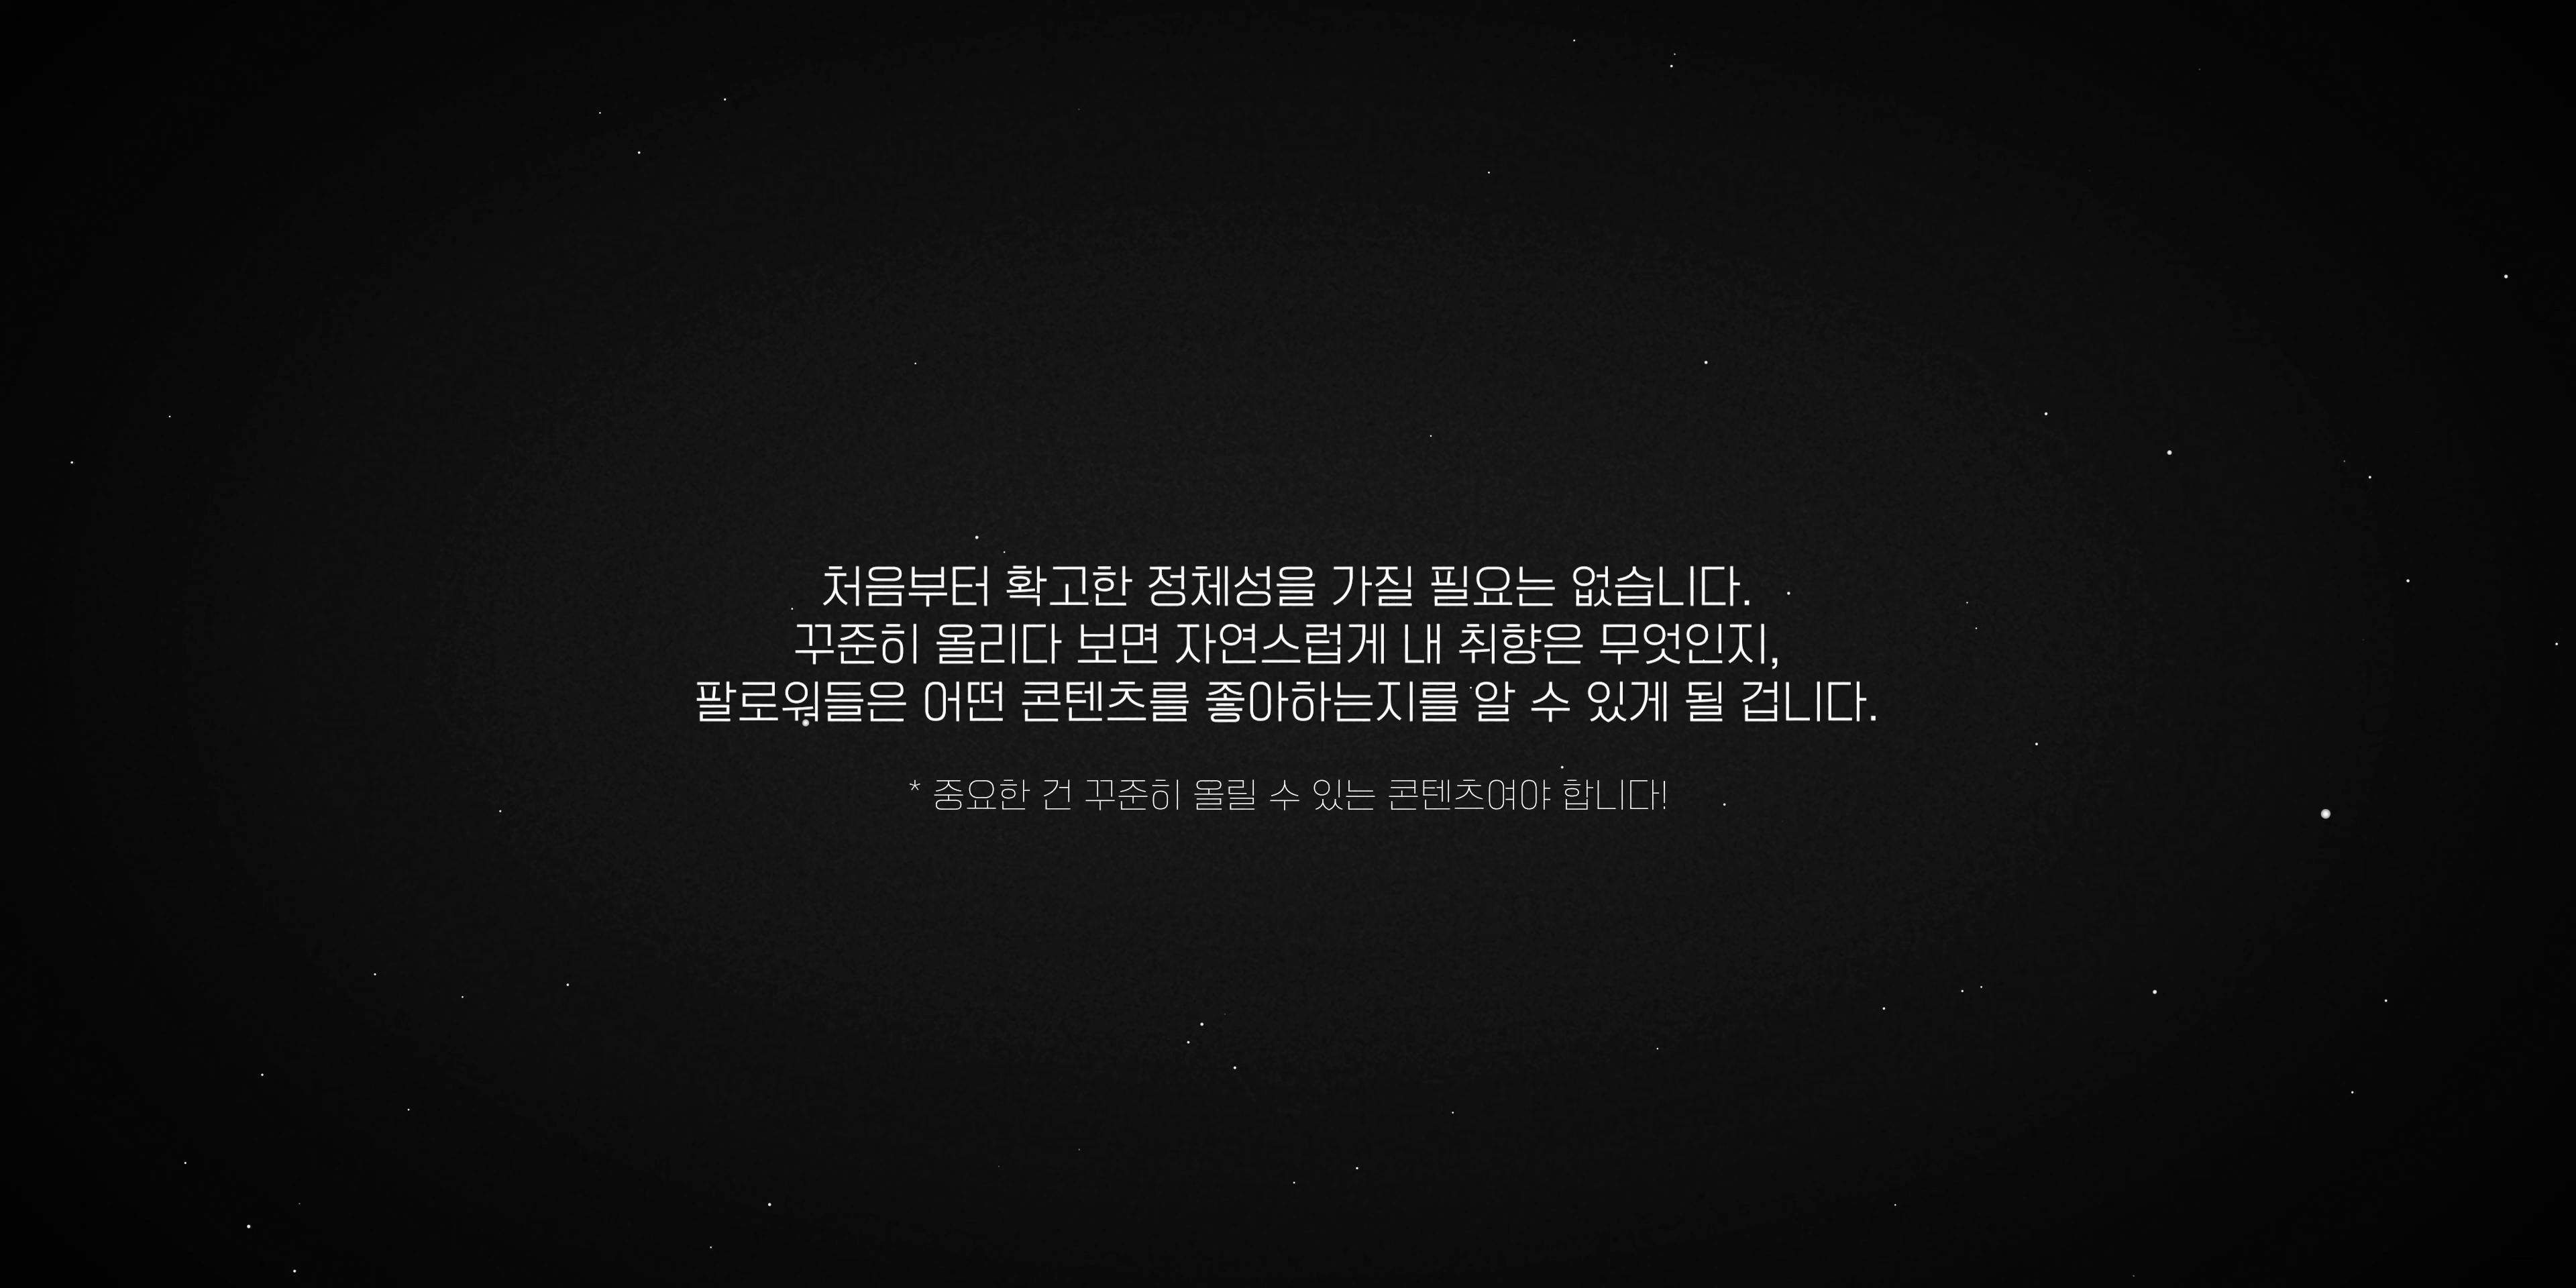 처음부터 확고한 정체성을 가질 필요는 없습니다.
꾸준히 올리다 보면 자연스럽게 내 취향은 무엇인지,
팔로워들은 어떤 콘텐츠를 좋아하는지를 알 수 있게 될 겁니다.
* 중요한 건 꾸준히 올릴 수 있는 콘텐츠여야 합니다!